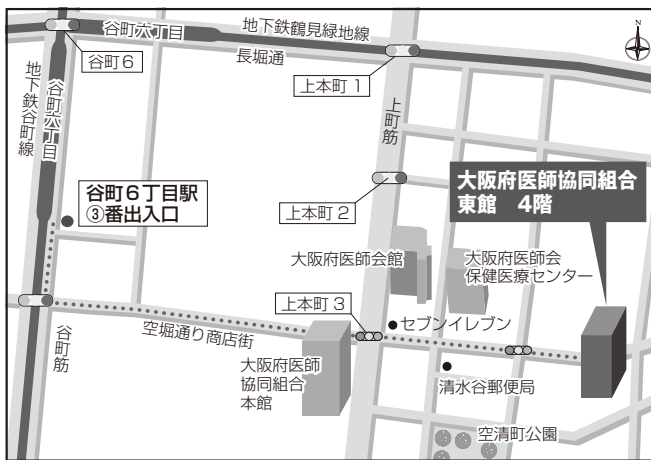 谷町六丁目
地下鉄鶴見緑地線
N
谷町6
長堀通
上本町1
地下鉄谷町線
谷町六丁目
上町筋
谷町6丁目駅
③番出入口
大阪府医師協同組合
東館 4階
上本町2
大阪府医師会館
大阪府医師会
保健医療センター
上本町3
セブンイレブン
空堀通り商店街
谷町筋
大阪府医師
協同組合
本館
清水谷郵便局
空清町公園